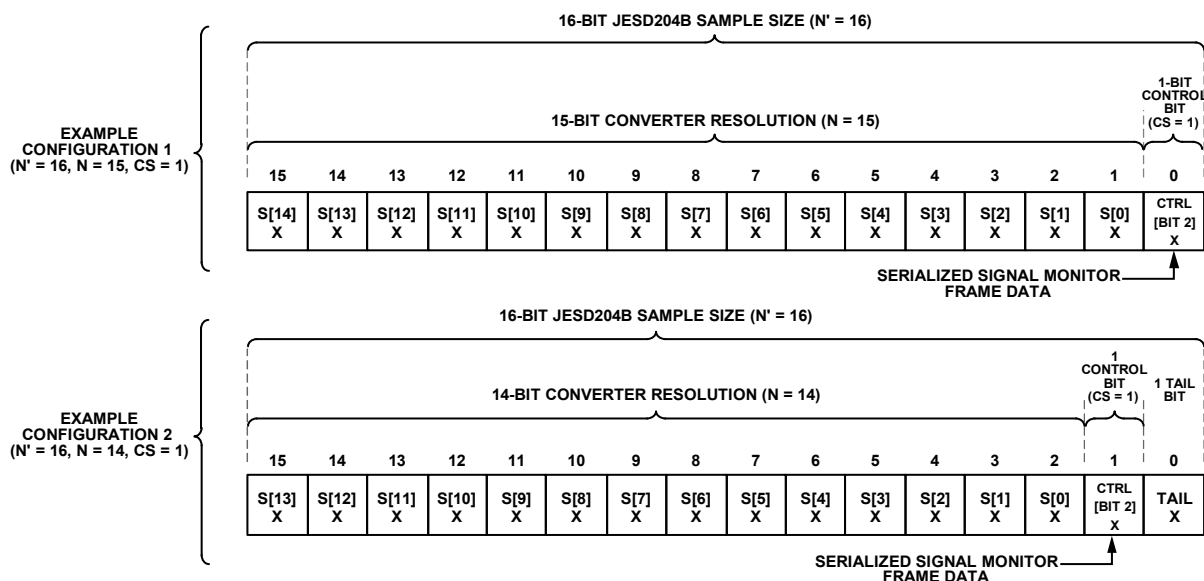 16-BIT JESD204B SAMPLE SIZE (N' = 16)
1-BIT
CONTROL
BIT
(CS = 1)
EXAMPLE
CONFIGURATION 1
(N' = 16, N = 15, CS = 1)
15-BIT CONVERTER RESOLUTION (N = 15)
15 14 13 12 11 10 9 8 7 6 5 4 3 2 1 0
S[14] S[13] S[12] S[11] S[10] S[9] S[8] S[7] S[6] S[5] S[4] S[3] S[2] S[1] S[0] CTRL
[BIT 2]
X X X X X X X X X X X X X X X X
SERIALIZED SIGNAL MONITOR
FRAME DATA
16-BIT JESD204B SAMPLE SIZE (N' = 16)
1
CONTROL
BIT
(CS = 1)
1 TAIL
BIT
EXAMPLE
CONFIGURATION 2
(N' = 16, N = 14, CS = 1)
14-BIT CONVERTER RESOLUTION (N = 14)
15 14 13 12 11 10 9 8 7 6 5 4 3 2 1 0
S[13] S[12] S[11] S[10] S[9] S[8] S[7] S[6] S[5] S[4] S[3] S[2] S[1] S[0] CTRL
[BIT 2] TAIL
X X X X X X X X X X X X X X X X
SERIALIZED SIGNAL MONITOR
FRAME DATA